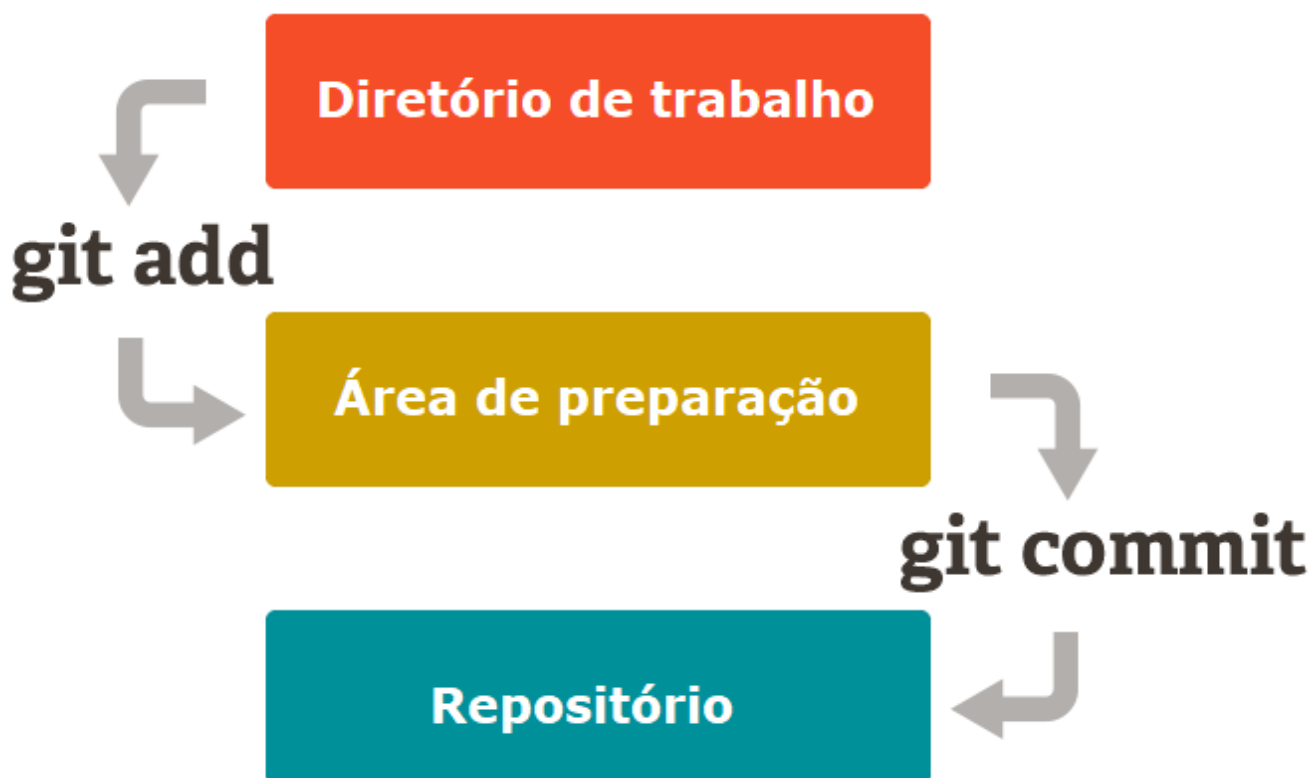 Diretório de trabalho
git add
Área de preparação
git commit
Repositório